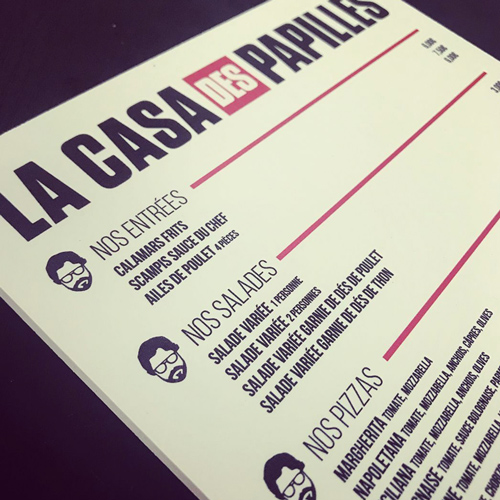 LA CASA DES PAPILLES
NOS ENTRÉES
CALAMARS FRITS
SCAMPIS SAUCE DU CHEF
AILES DE POULET 4 PIÈCES
NOS SALADES
SALADE VARIÉE 1 PERSONNE
SALADE VARIÉE 2 PERSONNES
SALADE VARIÉE GARNIE DE DÉS DE POULET
SALADE VARIÉE GARNIE DE DÉS DE THON
NOS PIZZAS
MARGHERITA TOMATE, MOZZARELLA
NAPOLETANA TOMATE, MOZZARELLA, ANCHOIS, CÂPRES, OLIVES
TOMATE, MOZZARELLA, ANCHOIS, OLIVES
TOMATE, SAUCE BOLOGNAISE,
TOMATE, MOZZARELLA,